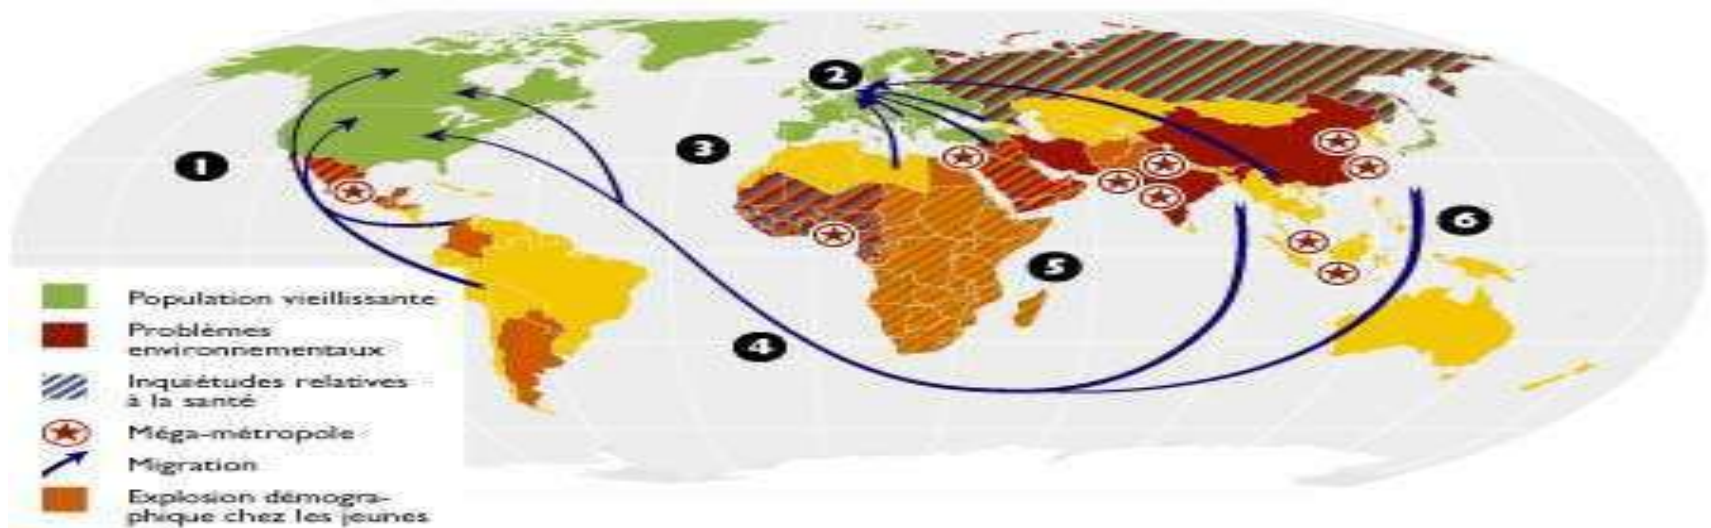 2
1
3
6
5
4
Population vieillissante
Problèmes
environnementaux
Inquiétudes relatives
à la santé
Méga-métropole
Migration
Explosion démogra-
phique chez les jeunes